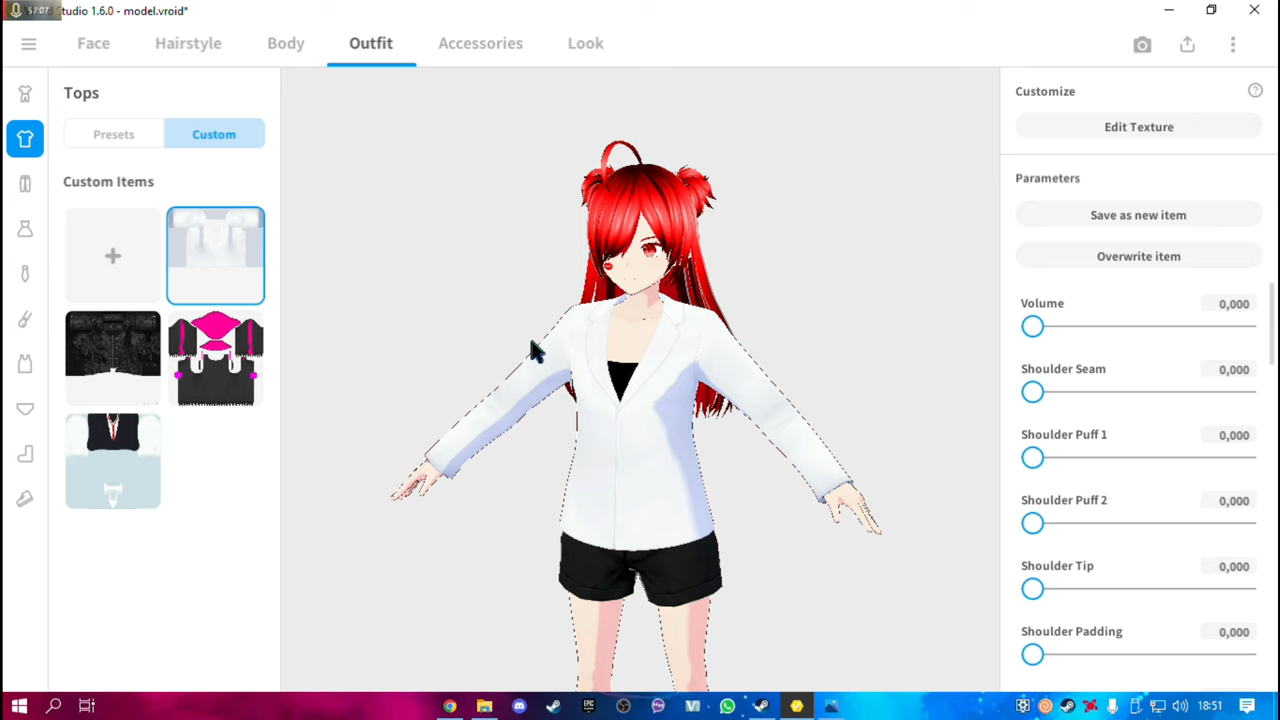 Studio 1.6.0 - model.vroid*
Face
Hairstyle
Body
Outfit
Accessories
Look
Tops
Presets
Custom
Custom Items
+
Customize
?
Edit Texture
Parameters
Save as new item
Overwrite item
Volume
0,000
Shoulder Seam
0,000
Shoulder Puff 1
0,000
Shoulder Puff 2
0,000
Shoulder Tip
0,000
Shoulder Padding
0,000
EPIC
18:51